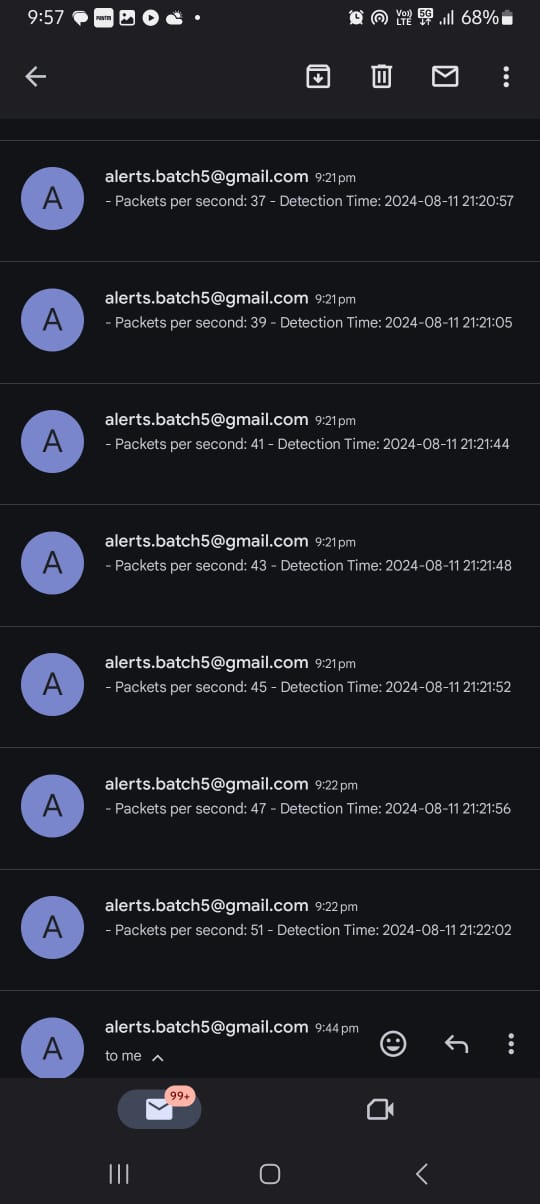 9:57 Paytm Vo)) LTE 5G 68%
A alerts.batch5@gmail.com 9:21 pm
- Packets per second: 37 - Detection Time: 2024-08-11 21:20:57
A alerts.batch5@gmail.com 9:21 pm
- Packets per second: 39 - Detection Time: 2024-08-11 21:21:05
A alerts.batch5@gmail.com 9:21 pm
- Packets per second: 41 - Detection Time: 2024-08-11 21:21:44
A alerts.batch5@gmail.com 9:21 pm
- Packets per second: 43 - Detection Time: 2024-08-11 21:21:48
A alerts.batch5@gmail.com 9:21 pm
- Packets per second: 45 - Detection Time: 2024-08-11 21:21:52
A alerts.batch5@gmail.com 9:22 pm
- Packets per second: 47 - Detection Time: 2024-08-11 21:21:56
A alerts.batch5@gmail.com 9:22 pm
- Packets per second: 51 - Detection Time: 2024-08-11 21:22:02
A alerts.batch5@gmail.com 9:44 pm
to me
99+